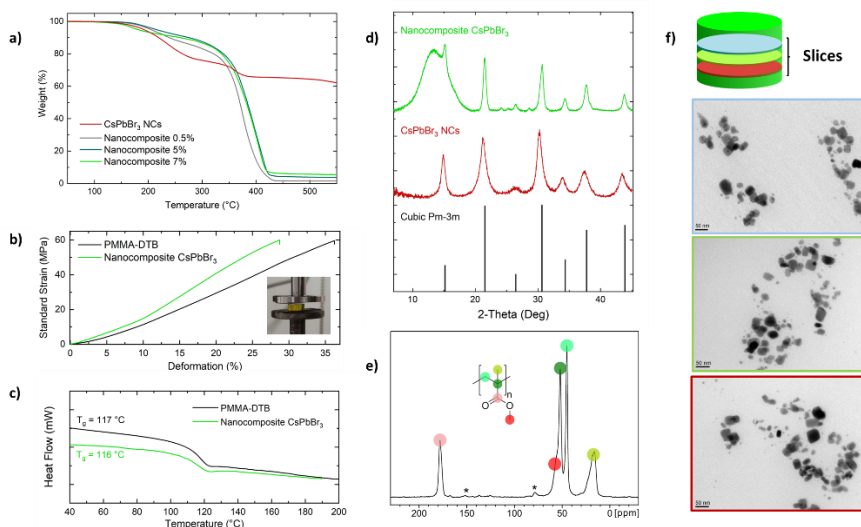 a)
100
80
60
40
20
0
Weight (%)
CsPbBr₃ NCs
Nanocomposite 0.5%
Nanocomposite 5%
Nanocomposite 7%
100 200 300 400 500
Temperature (°C)
b)
60
40
20
0
Standard Strain (MPa)
PMMA-DTB
Nanocomposite CsPbBr₃
0 5 10 15 20 25 30 35
Deformation (%)
c)
Heat Flow (mW)
Tg = 117 °C
Tg = 116 °C
PMMA-DTB
Nanocomposite CsPbBr₃
40 60 80 100 120 140 160 180 200
Temperature (°C)
d)
Nanocomposite CsPbBr₃
CsPbBr₃ NCs
Cubic Pm-3m
10 20 30 40
2-Theta (Deg)
e)
n
O
O
* *
200 150 100 50 0 [ppm]
f)
Slices
50 nm
50 nm
50 nm